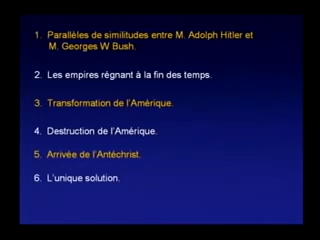 1. Parallèles de similitudes entre M. Adolph Hitler et
M. Georges W Bush.
2. Les empires régnant à la fin des temps.
3. Transformation de l'Amérique.
4. Destruction de l'Amérique.
5. Arrivée de l'Antéchrist.
6. L'unique solution.